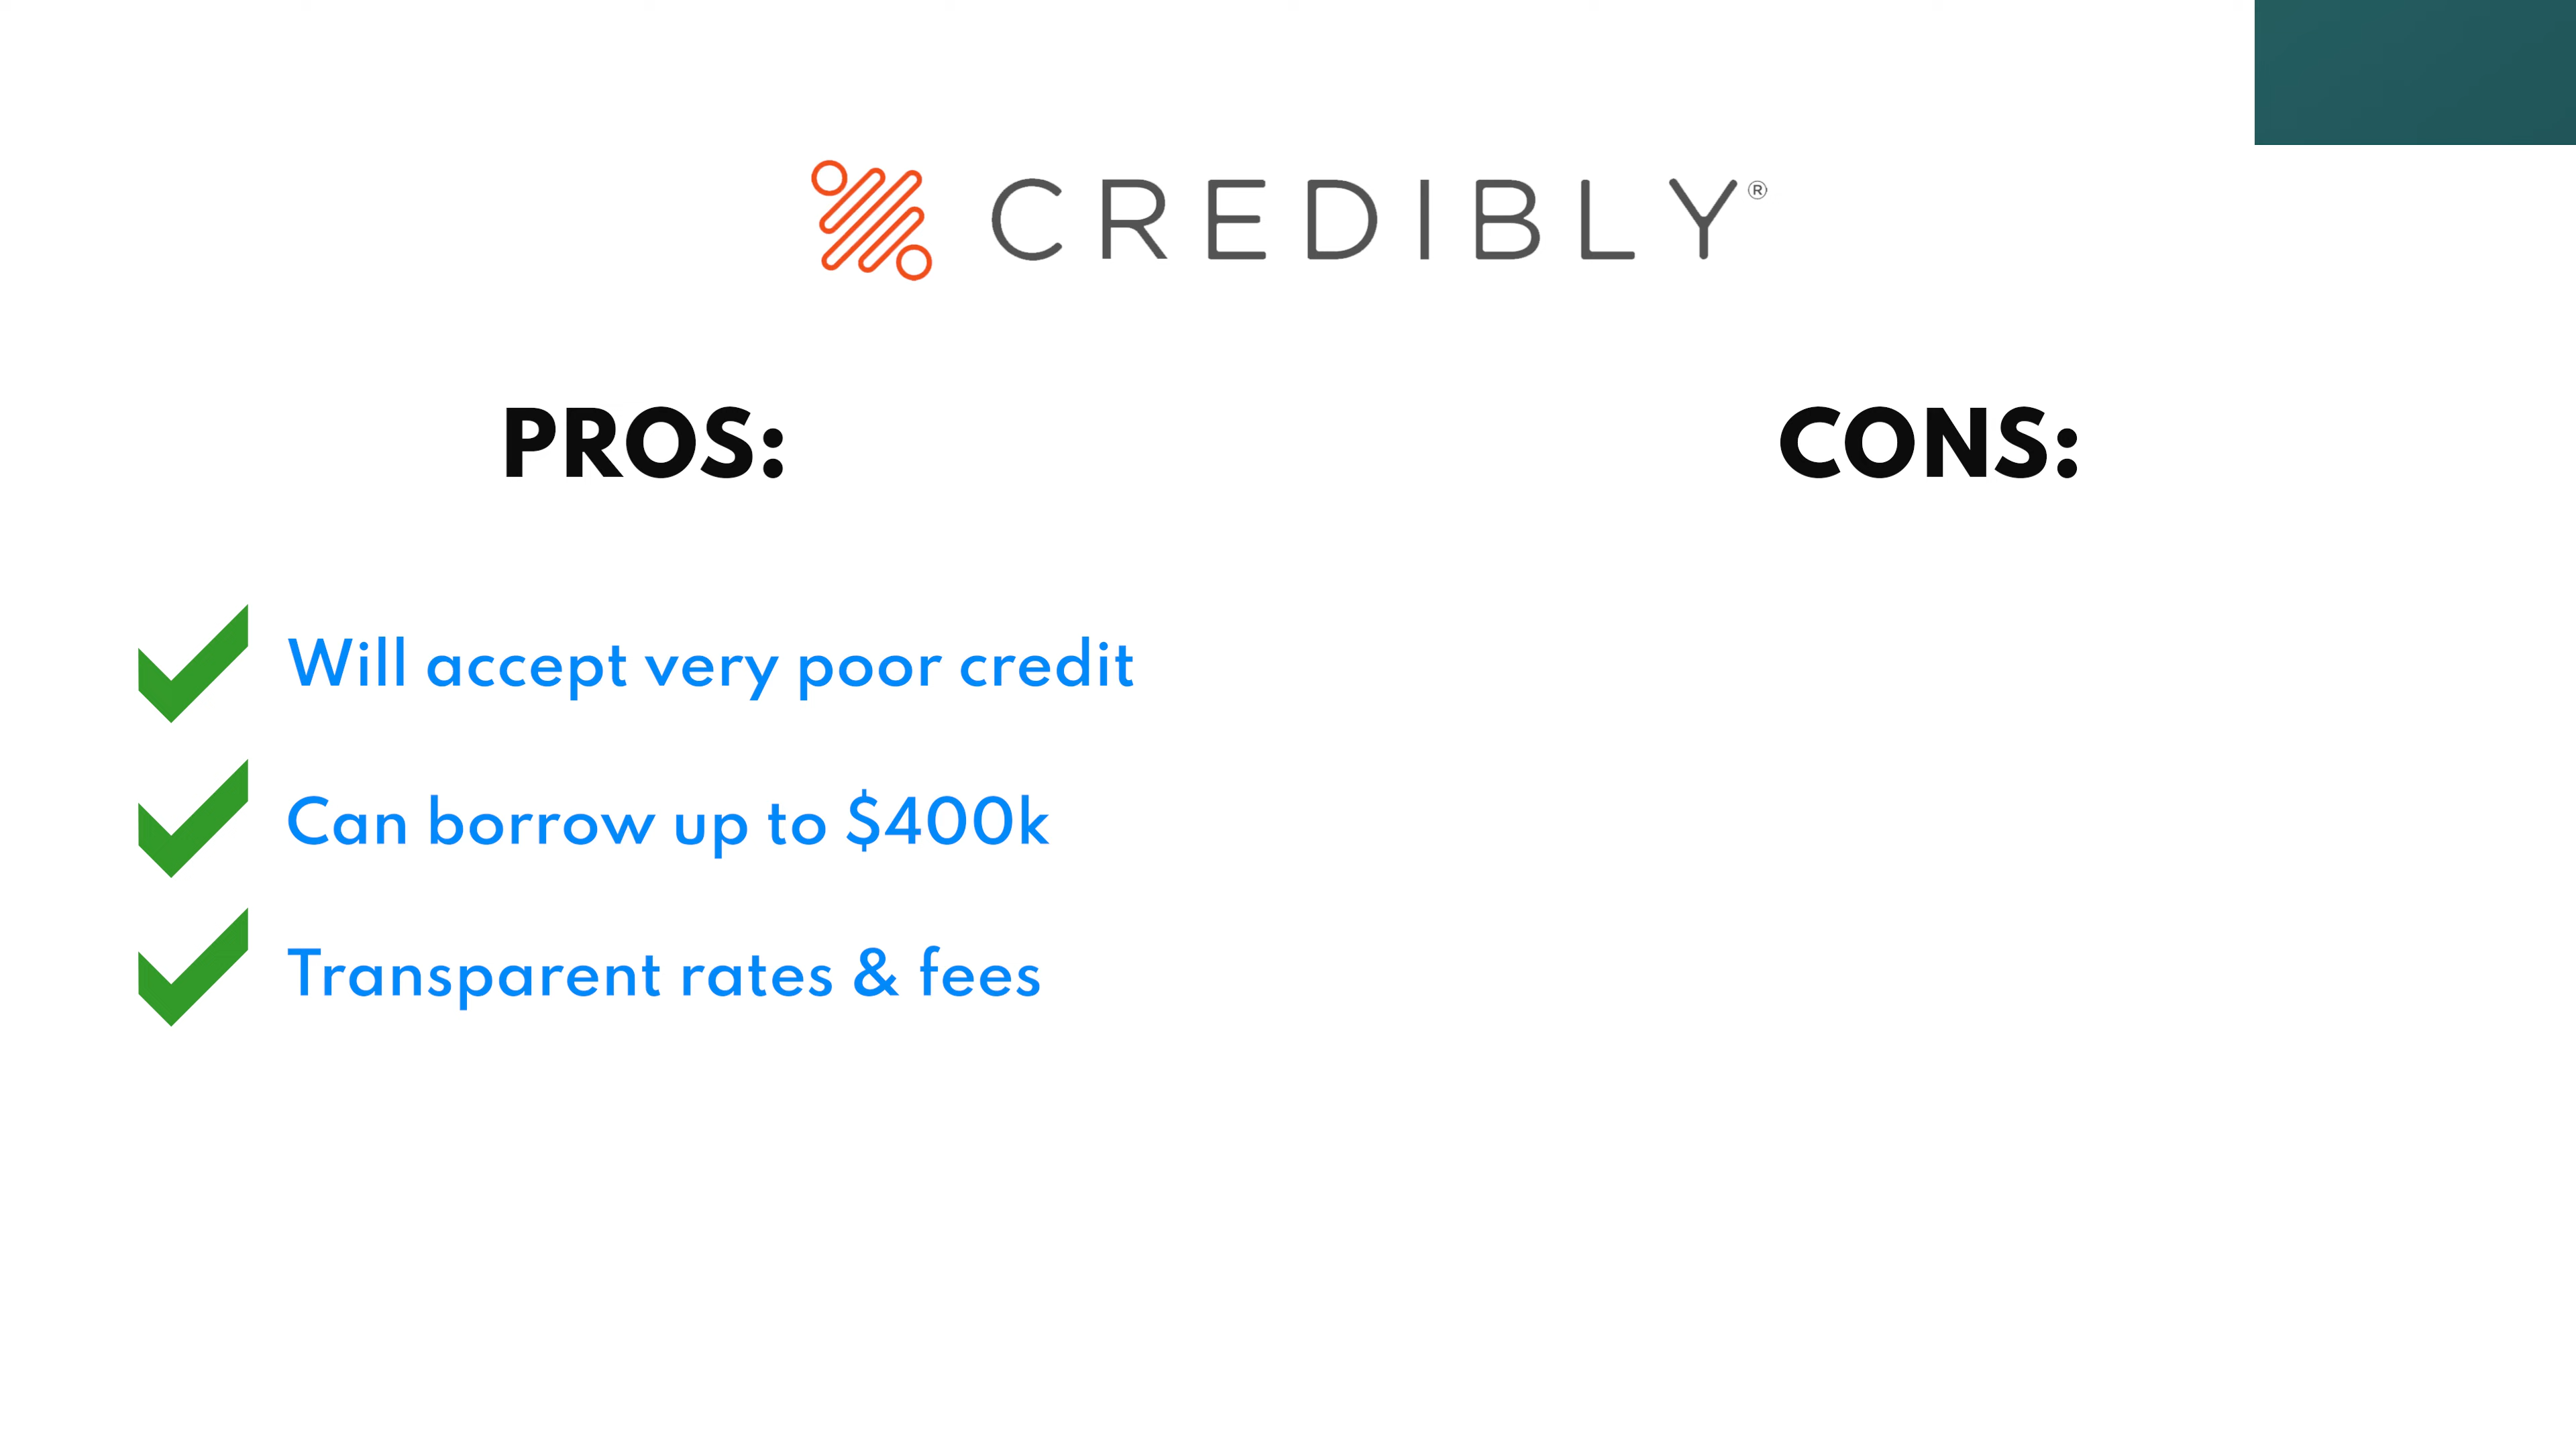 CREDIBLY®
PROS:
CONS:
Will accept very poor credit
Can borrow up to $400k
Transparent rates & fees